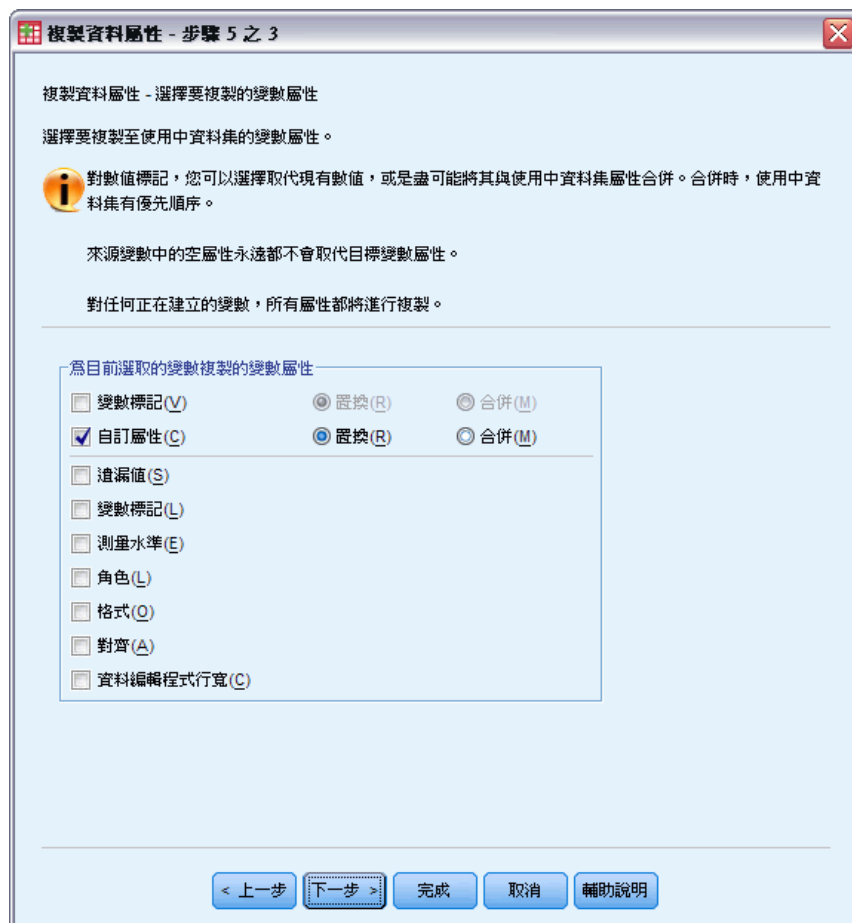 複製資料屬性 - 步驟 5 之 3
複製資料屬性 - 選擇要複製的變數屬性
選擇要複製至使用中資料集的變數屬性。
對數值標記，您可以選擇取代現有數值，或是盡可能將其與使用中資料集屬性合併。合併時，使用中資
料集有優先順序。
來源變數中的空屬性永遠都不會取代目標變數屬性。
對任何正在建立的變數，所有屬性都將進行複製。
為目前選取的變數複製的變數屬性
變數標記(V) 置換(R) 合併(M)
自訂屬性(C) 置換(R) 合併(M)
遺漏值(S)
變數標記(L)
測量水準(E)
角色(L)
格式(O)
對齊(A)
資料編輯程式行寬(C)
< 上一步 下一步 > 完成 取消 輔助說明